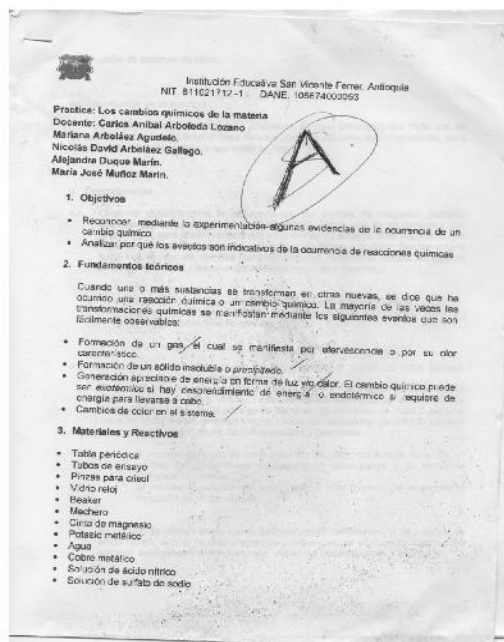 Institución Educativa San Vicente Ferrer. Antioquia
NIT. 811021712-1 DANE. 105674000053
Practica: Los cambios químicos de la materia
Docente: Carlos Anibal Arboleda Lozano
Mariana Arbeláez Agudelo.
Nicolás David Arbeláez Gallego.
Alejandra Duque Marín.
María José Muñoz Marín.
A
1. Objetivos
• Reconocer mediante la experimentación algunas evidencias de la ocurrencia de un
cambio químico
• Analizar por qué los eventos son indicativos de la ocurrencia de reacciones químicas
2. Fundamentos teóricos
Cuando una o más sustancias se transforman en otras nuevas, se dice que ha
ocurrido una reacción química o un cambio químico. La mayoría de las veces las
transformaciones químicas se manifiestan mediante los siguientes eventos que son
fácilmente observables:
• Formación de un gas, el cual se manifiesta por efervescencia o por su olor
característico.
• Formación de un sólido insoluble o precipitado.
• Generación apreciable de energía en forma de luz y/o calor. El cambio químico puede
ser exotérmico si hay desprendimiento de energía o endotérmico si requiere de
energía para llevarse a cabo.
• Cambios de color en el sistema.
3. Materiales y Reactivos
• Tabla periódica
• Tubos de ensayo
• Pinzas para crisol
• Vidrio reloj
• Beaker
• Mechero
• Cinta de magnesio
• Potasio metálico
• Agua
• Cobre metálico
• Solución de ácido nítrico
• Solución de sulfato de sodio